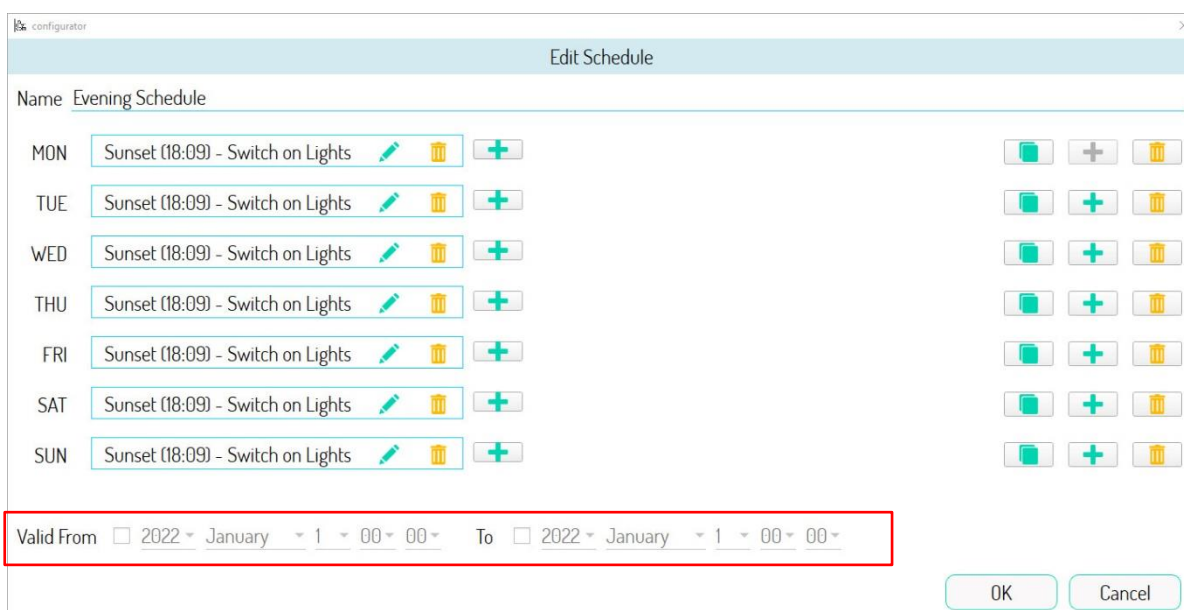 configurator
Edit Schedule
Name Evening Schedule
MON Sunset (18:09) - Switch on Lights
TUE Sunset (18:09) - Switch on Lights
WED Sunset (18:09) - Switch on Lights
THU Sunset (18:09) - Switch on Lights
FRI Sunset (18:09) - Switch on Lights
SAT Sunset (18:09) - Switch on Lights
SUN Sunset (18:09) - Switch on Lights
Valid From 2022 January 1 00 00 To 2022 January 1 00 00
OK Cancel